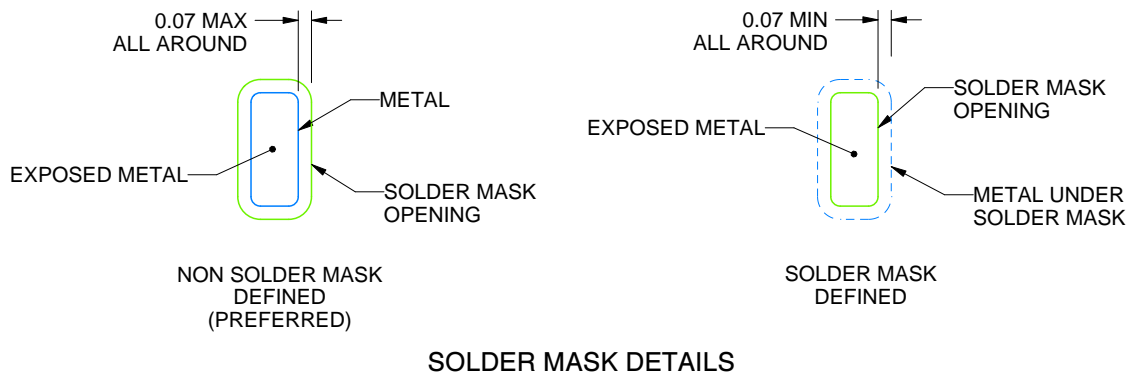 0.07 MAX
ALL AROUND
METAL
EXPOSED METAL
SOLDER MASK
OPENING
NON SOLDER MASK
DEFINED
(PREFERRED)
0.07 MIN
ALL AROUND
SOLDER MASK
OPENING
EXPOSED METAL
METAL UNDER
SOLDER MASK
SOLDER MASK
DEFINED
SOLDER MASK DETAILS